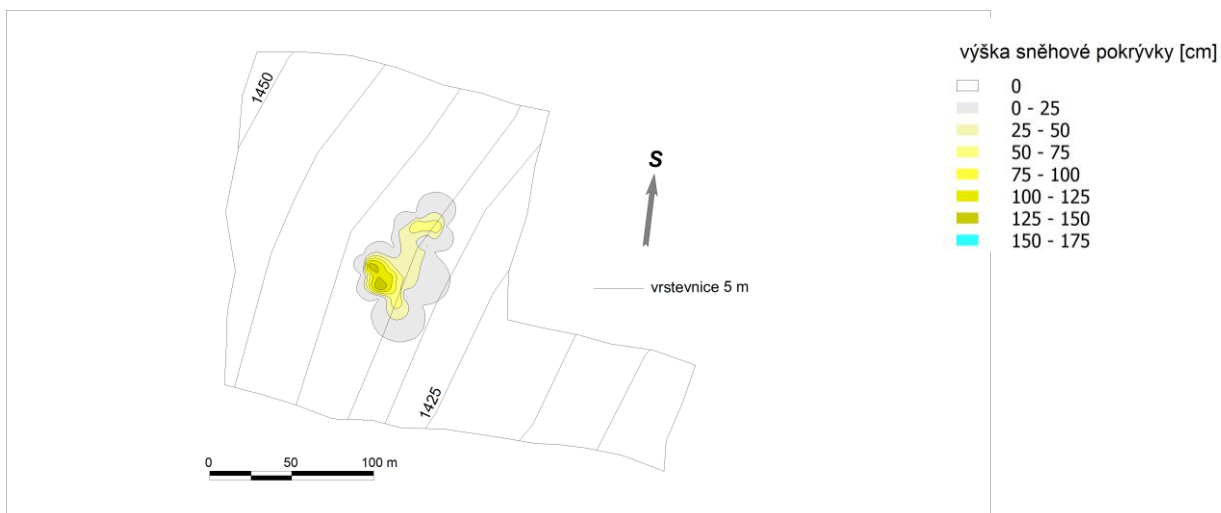 výška sněhové pokrývky [cm]
0
0 - 25
25 - 50
50 - 75
75 - 100
100 - 125
125 - 150
150 - 175
1450
S
vrstevnice 5 m
1425
0 50 100 m